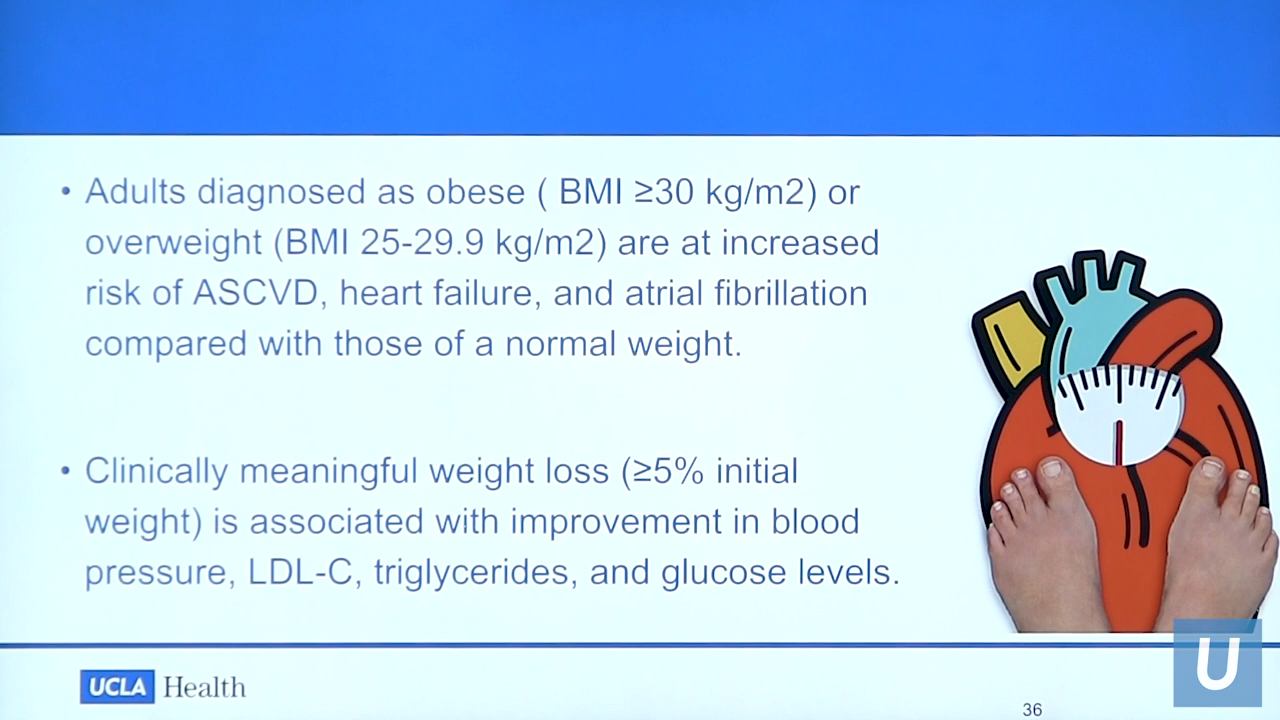 • Adults diagnosed as obese ( BMI ≥30 kg/m2) or
overweight (BMI 25-29.9 kg/m2) are at increased
risk of ASCVD, heart failure, and atrial fibrillation
compared with those of a normal weight.
• Clinically meaningful weight loss (≥5% initial
weight) is associated with improvement in blood
pressure, LDL-C, triglycerides, and glucose levels.
UCLA Health
36
U